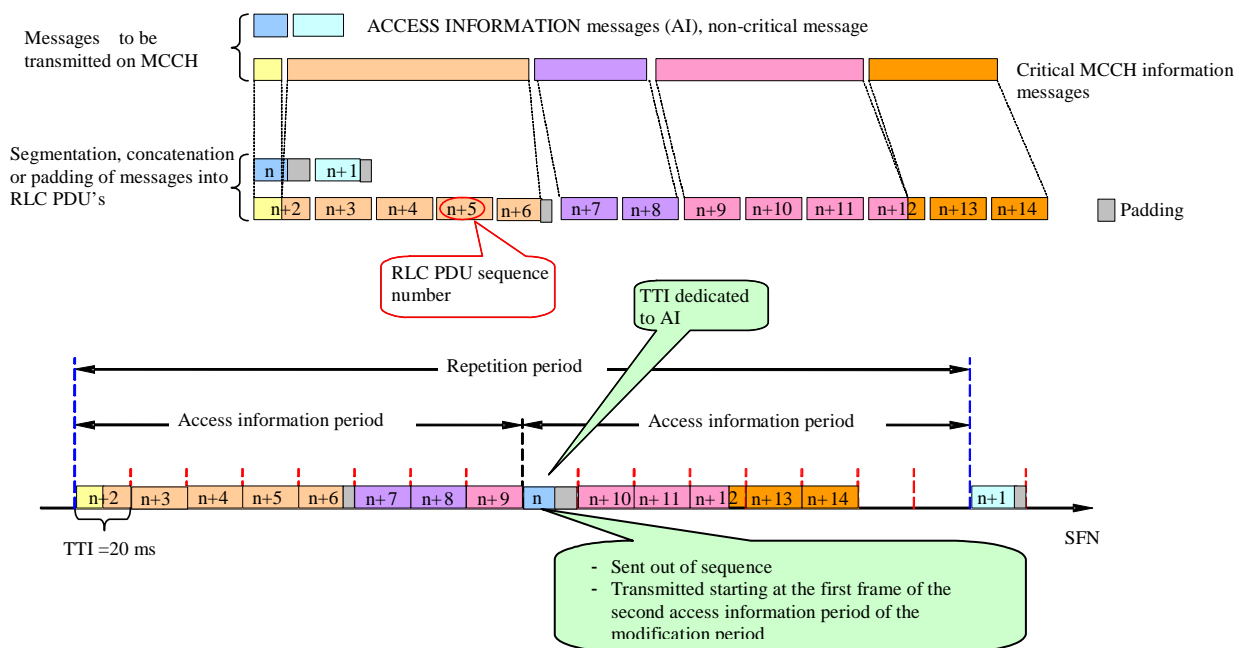 Messages to be
transmitted on MCCH
ACCESS INFORMATION messages (AI), non-critical message
Critical MCCH information
messages
Segmentation, concatenation
or padding of messages into
RLC PDU's
n
n+1
n+2
n+3
n+4
n+5
n+6
n+7
n+8
n+9
n+10
n+11
n+12
n+13
n+14
Padding
RLC PDU sequence
number
TTI dedicated
to AI
Repetition period
Access information period
Access information period
n+2
n+3
n+4
n+5
n+6
n+7
n+8
n+9
n
n+10
n+11
n+12
n+13
n+14
n+1
TTI =20 ms
SFN
- Sent out of sequence
- Transmitted starting at the first frame of the
second access information period of the
modification period